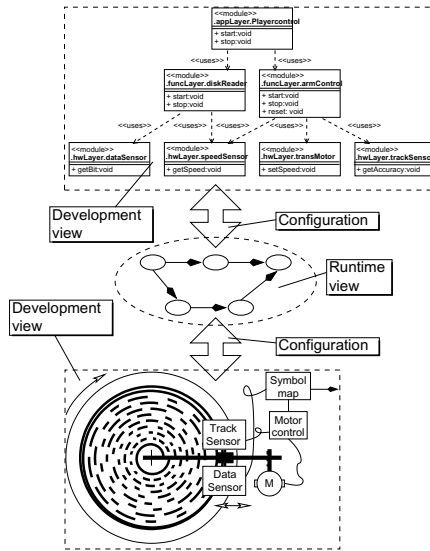 <<module>>
.appLayer.Playercontrol
+ start:void
+ stop:void
<<uses>> <<uses>>
<<module>>
.funcLayer.diskReader
+ start:void
+ stop:void
<<module>>
.funcLayer.armControl
+ start:void
+ stop:void
+ reset: void
<<uses>> <<uses>> <<uses>> <<uses>>
<<module>>
.hwLayer.dataSensor
+ getBit:void
<<module>>
.hwLayer.speedSensor
+ getSpeed:void
<<module>>
.hwLayer.transMotor
+ setSpeed:void
<<module>>
.hwLayer.trackSensor
+ getAccuracy:void
Development
view
Configuration
Runtime
view
Development
view
Configuration
Symbol
map
Track
Sensor
Motor
control
Data
Sensor
M